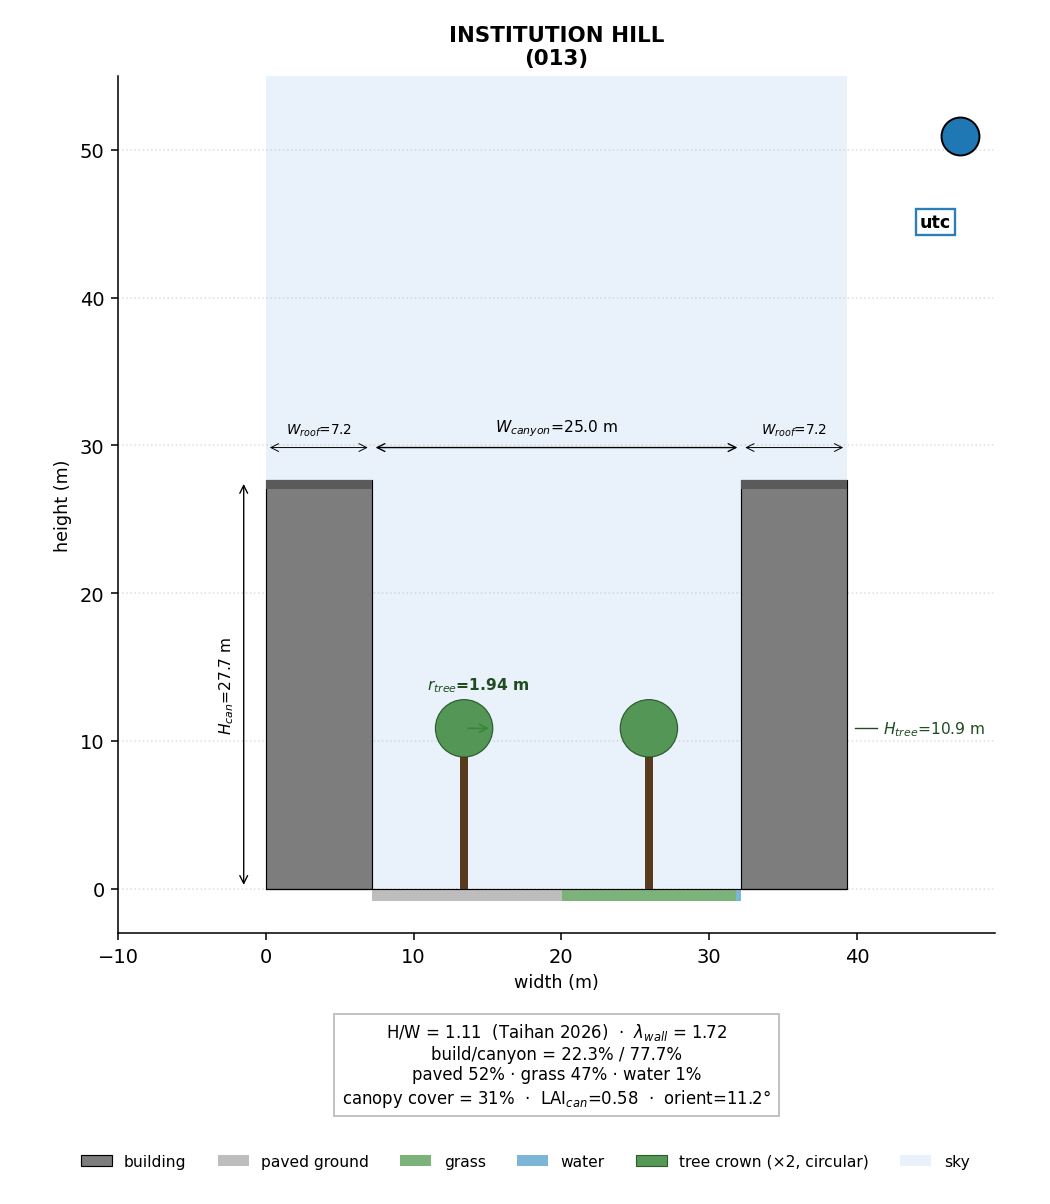 INSTITUTION HILL
(013)
50
utc
40
W_roof=7.2
W_canyon=25.0 m
W_roof=7.2
30
height (m)
20
H_can=27.7 m
r_tree=1.94 m
H_tree=10.9 m
10
0
−10 0 10 20 30 40
width (m)
H/W = 1.11 (Taihan 2026) · λ_wall = 1.72
build/canyon = 22.3% / 77.7%
paved 52% · grass 47% · water 1%
canopy cover = 31% · LAI_can=0.58 · orient=11.2°
building paved ground grass water tree crown (×2, circular) sky